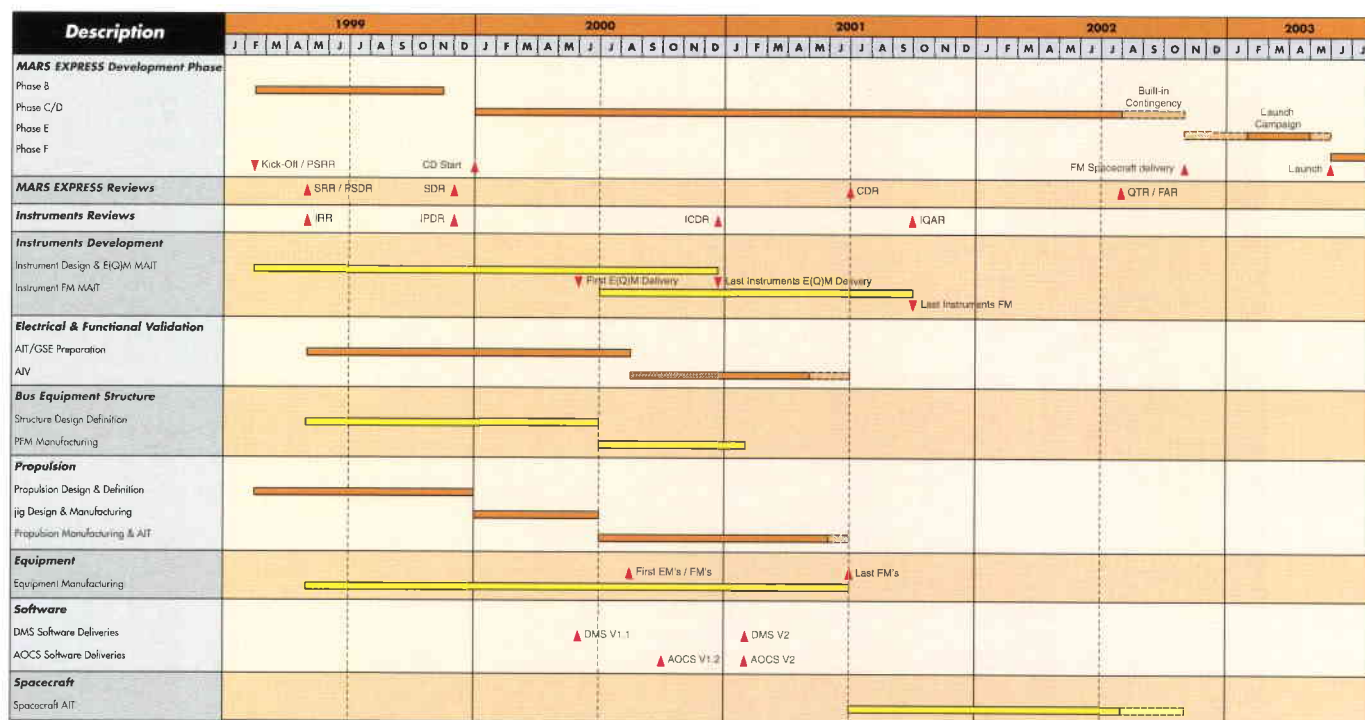 Description
1999 2000 2001 2002 2003
J F M A M J J A S O N D J F M A M J J A S O N D J F M A M J J A S O N D J F M A M J J A S O N D J F M A M J J
MARS EXPRESS Development Phase
Phase B
Phase C/D
Built-in
Contingency
Phase E
Launch
Campaign
Phase F
Kick-Off / PSRR
CD Start
FM Spacecraft delivery
Launch
MARS EXPRESS Reviews
SRR / PSDR
SDR
CDR
QTR / FAR
Instruments Reviews
IRR
IPDR
ICDR
IQAR
Instruments Development
Instrument Design & E(Q)M MAIT
First E(Q)M Delivery
Last Instruments E(Q)M Delivery
Instrument FM MAIT
Last Instruments FM
Electrical & Functional Validation
AIT/GSE Preparation
AIV
Bus Equipment Structure
Structure Design Definition
PFM Manufacturing
Propulsion
Propulsion Design & Definition
jig Design & Manufacturing
Propulsion Manufacturing & AIT
Equipment
First EM's / FM's
Last FM's
Equipment Manufacturing
Software
DMS Software Deliveries
DMS V1.1
DMS V2
AOCS Software Deliveries
AOCS V1.2
AOCS V2
Spacecraft
Spacecraft AIT